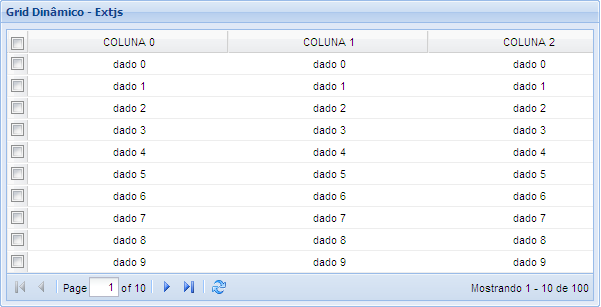 Grid Dinâmico - Extjs
COLUNA 0 COLUNA 1 COLUNA 2
dado 0 dado 0 dado 0
dado 1 dado 1 dado 1
dado 2 dado 2 dado 2
dado 3 dado 3 dado 3
dado 4 dado 4 dado 4
dado 5 dado 5 dado 5
dado 6 dado 6 dado 6
dado 7 dado 7 dado 7
dado 8 dado 8 dado 8
dado 9 dado 9 dado 9
Page 1 of 10 Mostrando 1 - 10 de 100